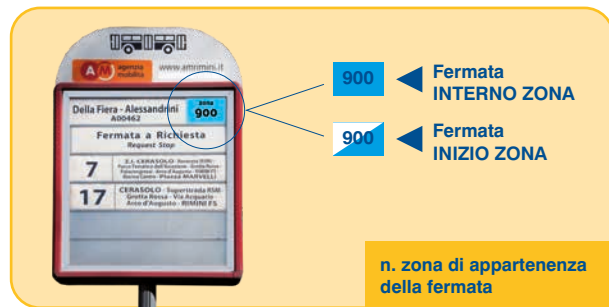 AM agenzia mobilità www.amrimini.it
Della Fiera - Alessandrini
A00462
zona
900
Fermata a Richiesta
Request Stop
7
Z.I. CERASOLO
17
CERASOLO - Superstrada RSM
Grotta Rossa - Via Acquario
Arco d'Augusto - RIMINI FS
900
Fermata
INTERNO ZONA
900
Fermata
INIZIO ZONA
n. zona di appartenenza
della fermata